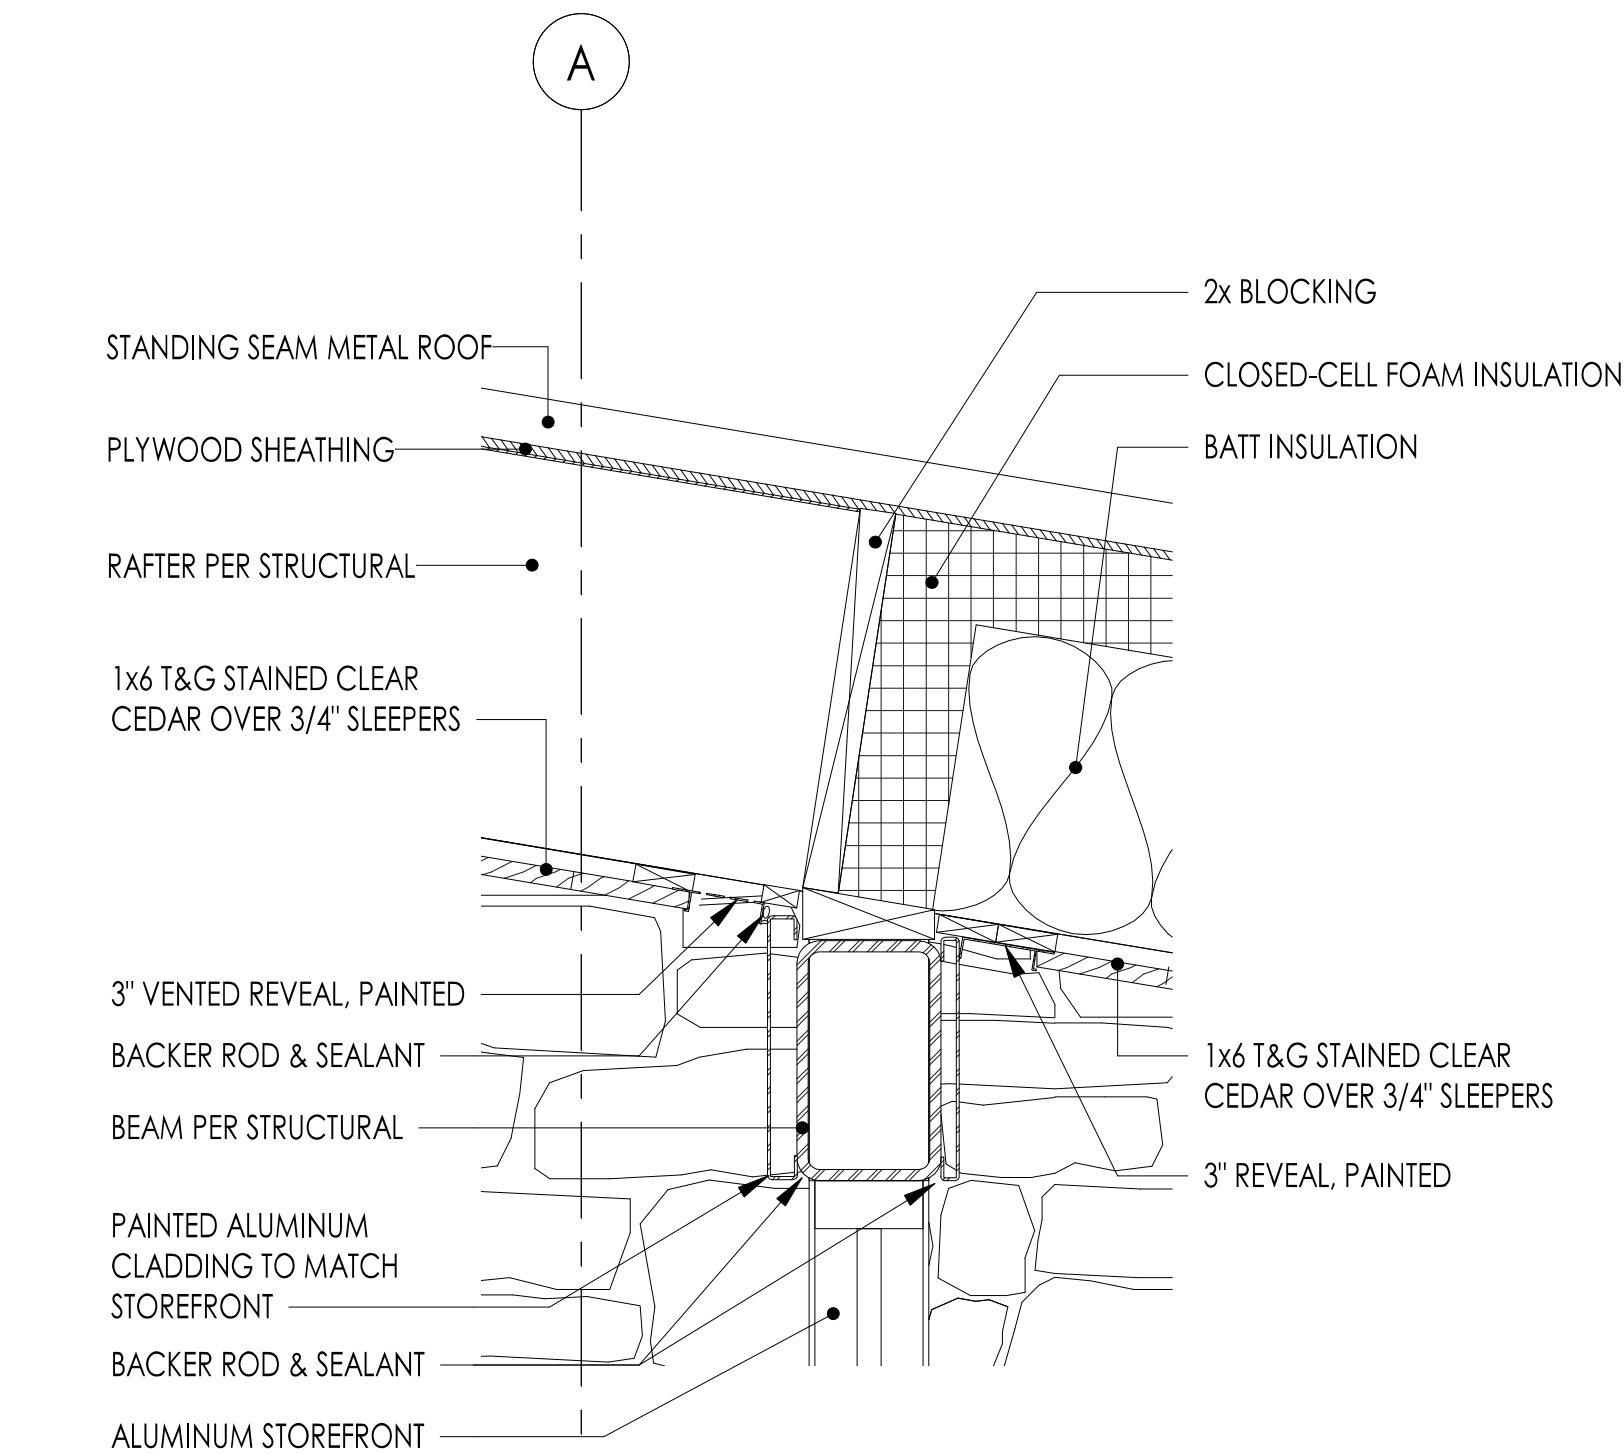 A
STANDING SEAM METAL ROOF
PLYWOOD SHEATHING
RAFTER PER STRUCTURAL
1x6 T&G STAINED CLEAR
CEDAR OVER 3/4" SLEEPERS
3" VENTED REVEAL, PAINTED
BACKER ROD & SEALANT
BEAM PER STRUCTURAL
PAINTED ALUMINUM
CLADDING TO MATCH
STOREFRONT
BACKER ROD & SEALANT
ALUMINUM STOREFRONT
2x BLOCKING
CLOSED-CELL FOAM INSULATION
BATT INSULATION
1x6 T&G STAINED CLEAR
CEDAR OVER 3/4" SLEEPERS
3" REVEAL, PAINTED